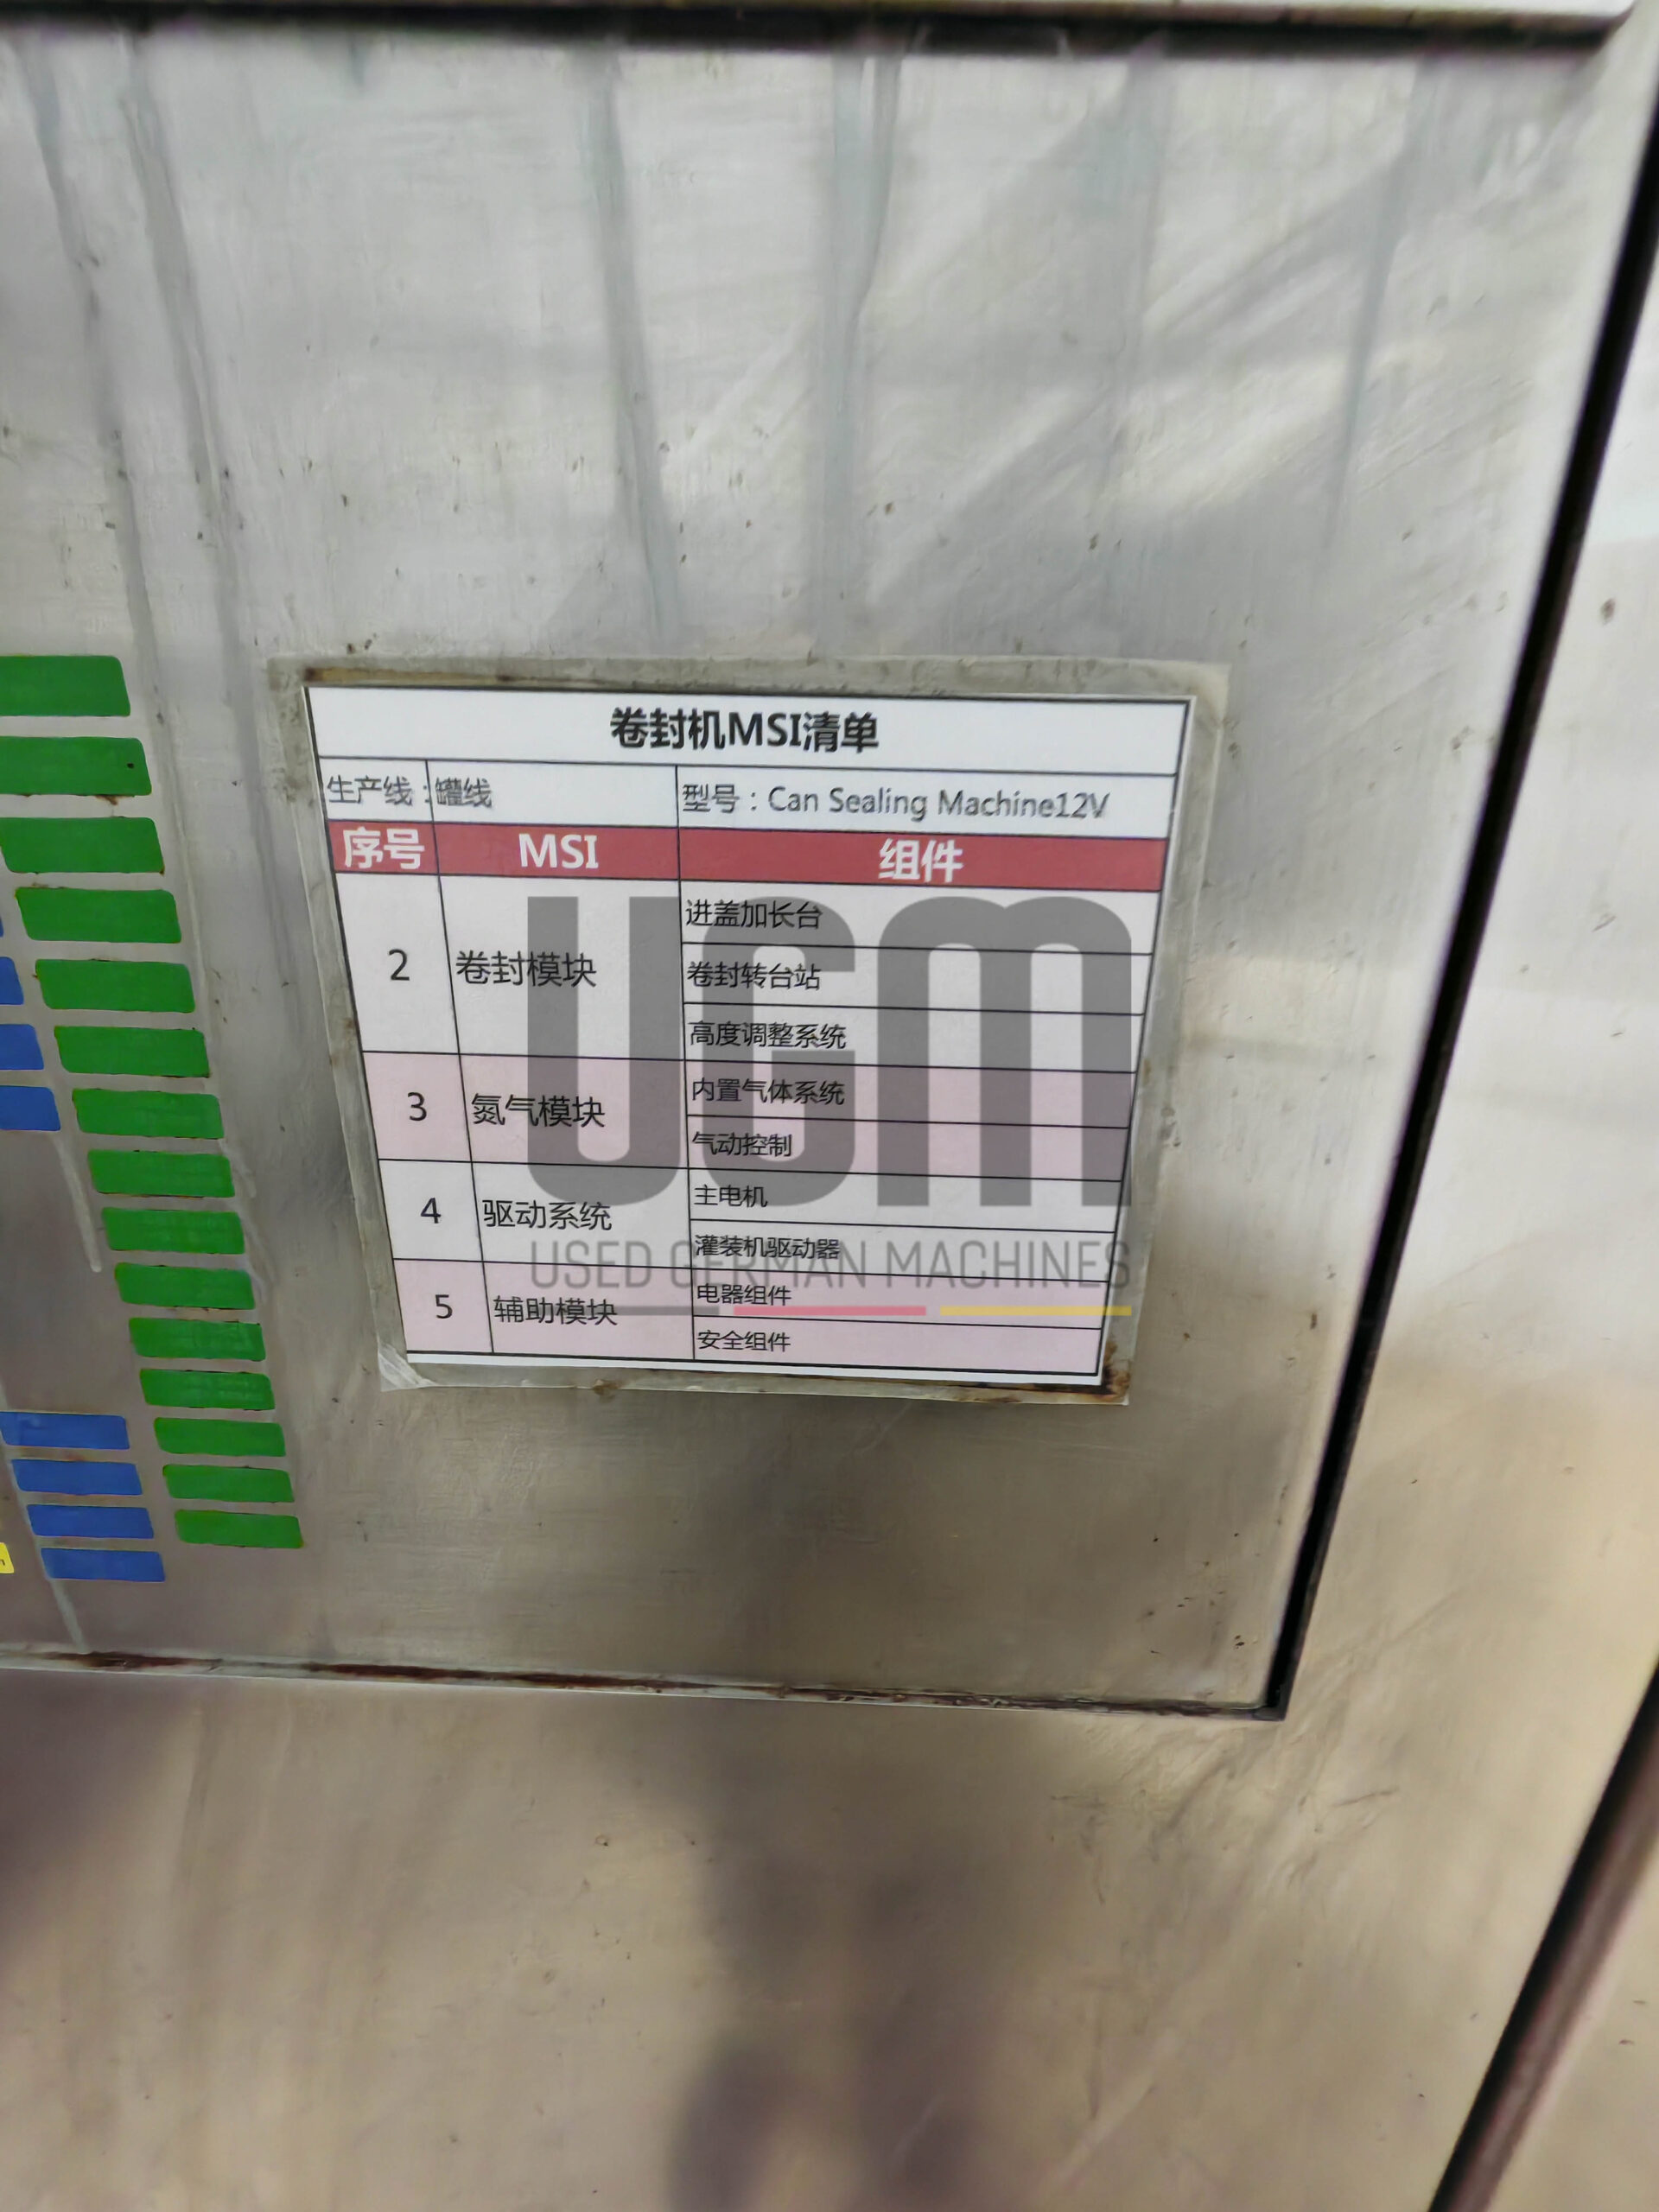 卷封机MSI清单
生产线：罐线 型号：Can Sealing Machine12V
序号 MSI 组件
2 卷封模块 进盖加长台
卷封转台站
高度调整系统
3 氮气模块 内置气体系统
气动控制
4 驱动系统 主电机
灌装机驱动器
5 辅助模块 电器组件
安全组件
UGM
USED GERMAN MACHINES